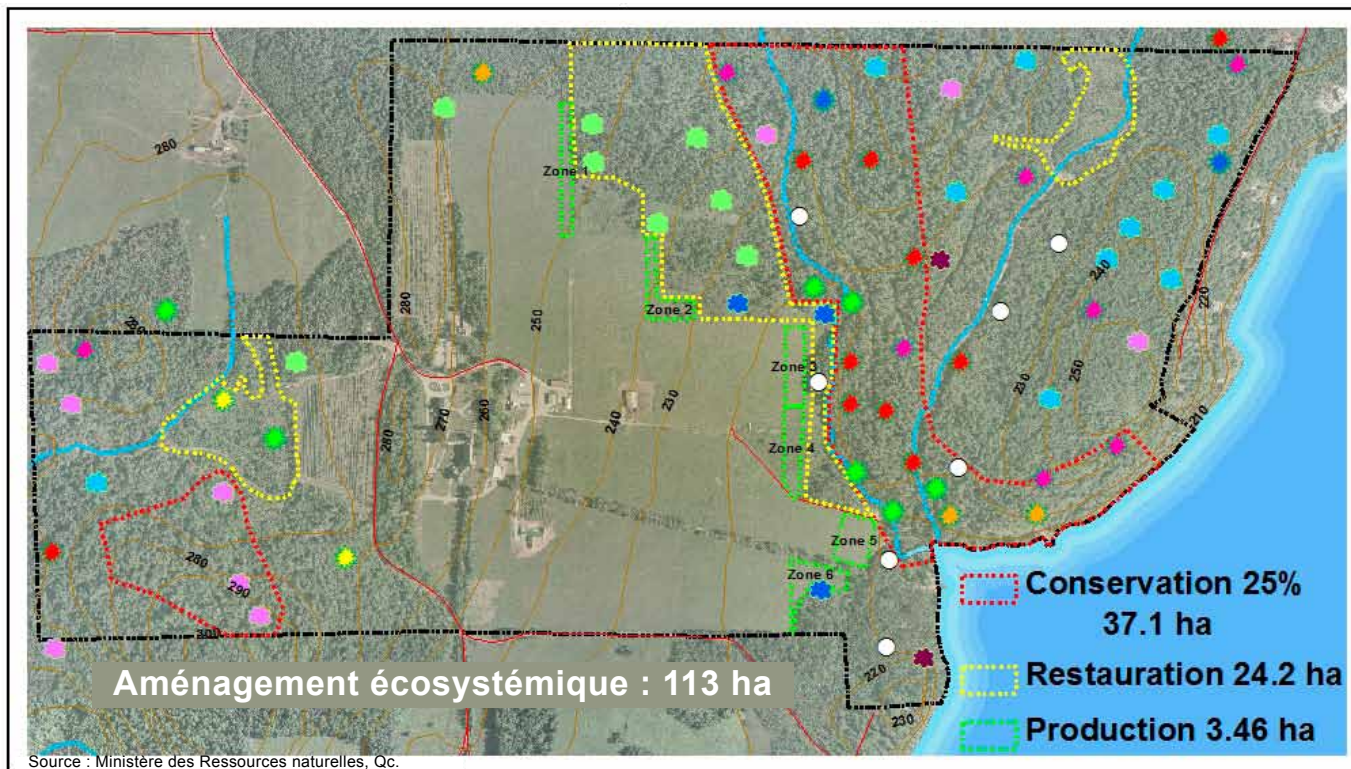 280
260
280
250
Zone 1
240
220
Zone 2
280
270
260
240
230
Zone 3
230
250
210
280
Zone 4
Zone 5
Zone 6
280
290
300
220
230
Conservation 25%
37.1 ha
Restauration 24.2 ha
Production 3.46 ha
Aménagement écosystémique : 113 ha
Source : Ministère des Ressources naturelles, Qc.